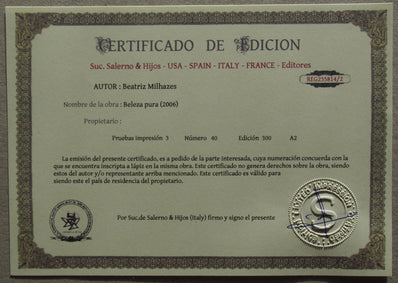 CERTIFICADO DE EDICION
Suc. Salerno & Hijos - USA - SPAIN - ITALY - FRANCE - Editores
REG255814/2
AUTOR : Beatriz Milhazes
Nombre de la obra : Beleza pura (2006)
Propietario :
Pruebas impresión 3 Número 40 Edición 500 A2
La emisión del presente certificado, es a pedido de la parte interesada, cuya numeración concuerda con la
que se encuentra inscripta a lápiz en la misma obra. Este certificado no genera derechos sobre la obra, siendo
estos del autor y/o representante arriba mencionado. Este certificado es válido para
siendo este el país de residencia del propietario.
Por Suc.de Salerno & Hijos (Italy) firmo y signo el presente